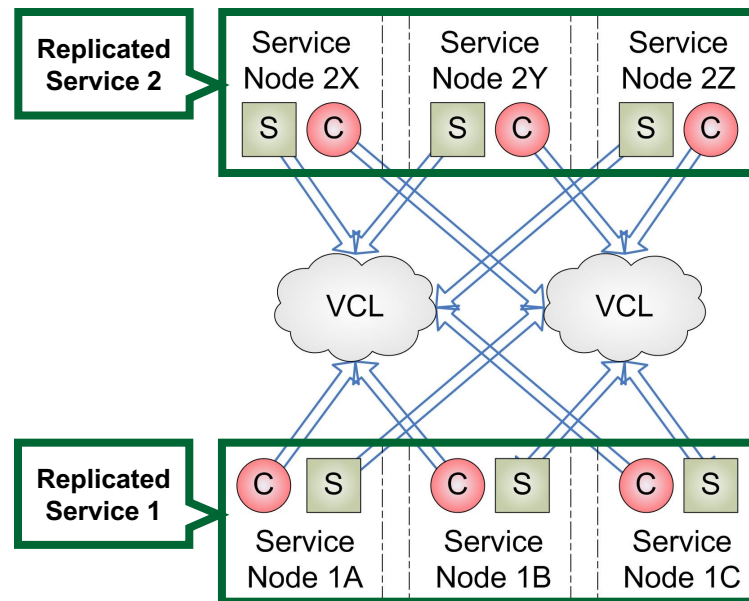 Replicated
Service 2
Service
Node 2X
Service
Node 2Y
Service
Node 2Z
S
C
S
C
S
C
VCL
VCL
Replicated
Service 1
C
S
C
S
C
S
Service
Node 1A
Service
Node 1B
Service
Node 1C